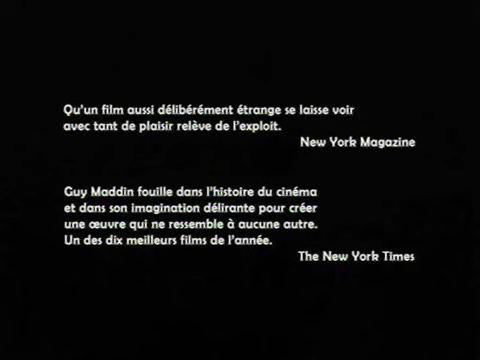 Qu'un film aussi délibérément étrange se laisse voir
avec tant de plaisir relève de l'exploit.
New York Magazine
Guy Maddin fouille dans l'histoire du cinéma
et dans son imagination délirante pour créer
une œuvre qui ne ressemble à aucune autre.
Un des dix meilleurs films de l'année.
The New York Times